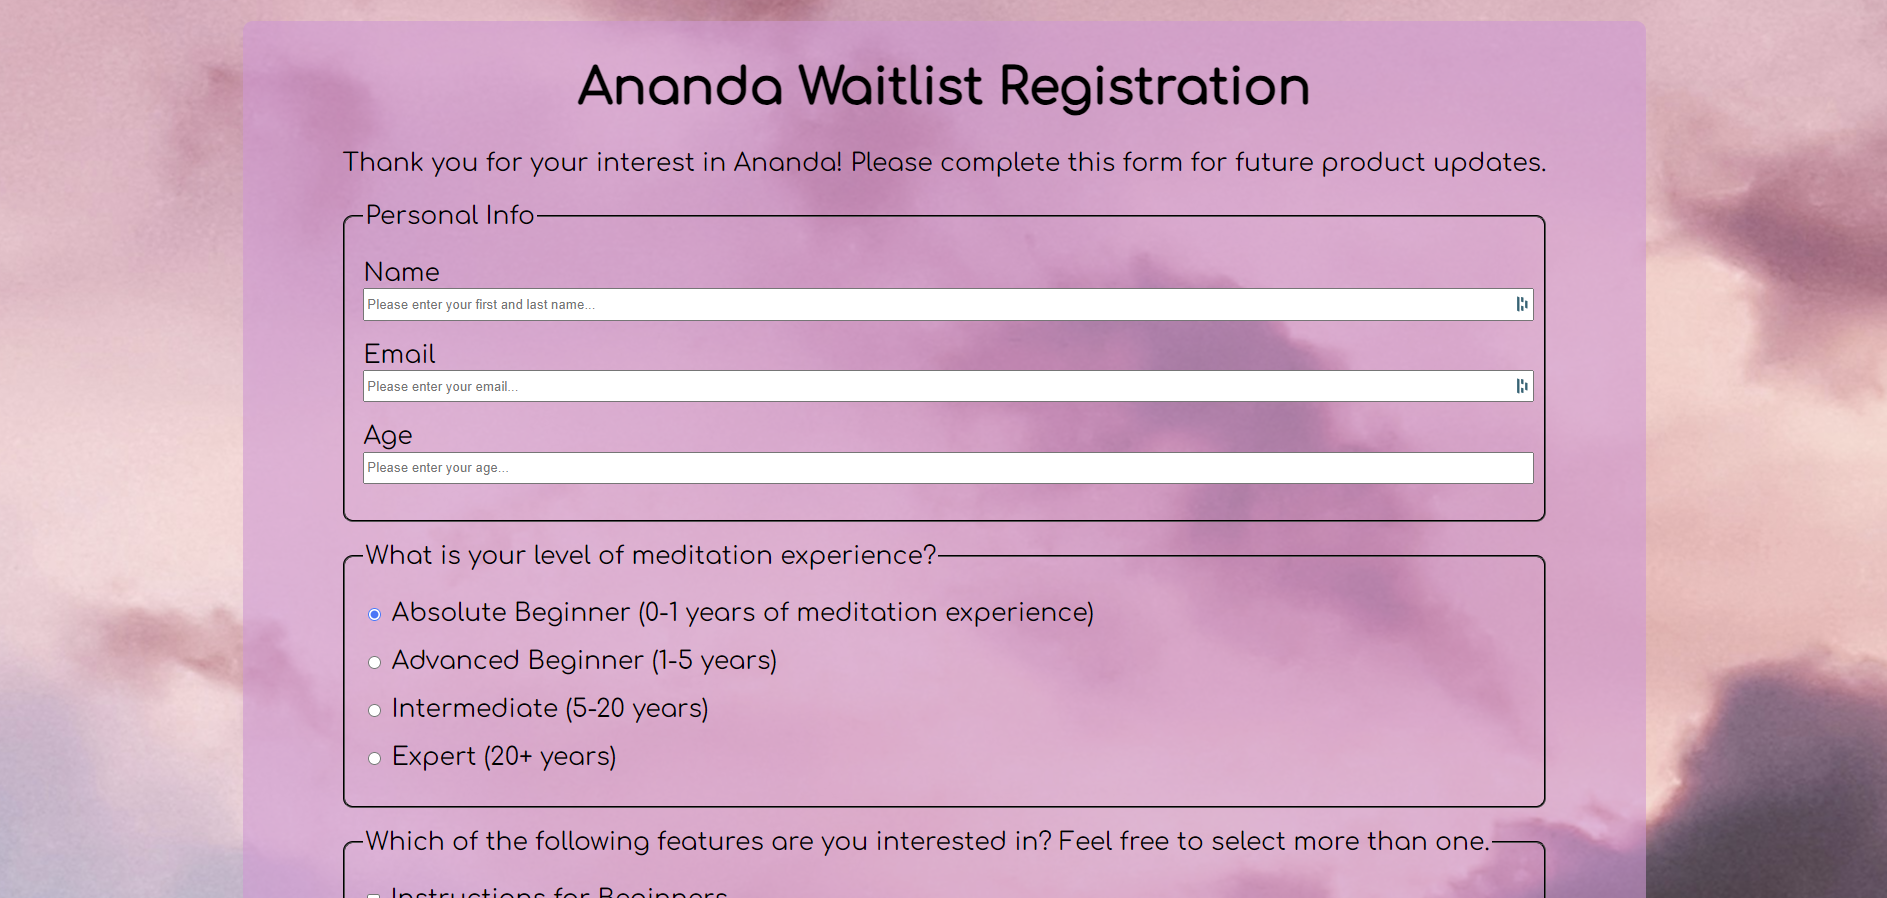 Ananda Waitlist Registration
Thank you for your interest in Ananda! Please complete this form for future product updates.
Personal Info
Name
Please enter your first and last name...
Email
Please enter your email...
Age
Please enter your age...
What is your level of meditation experience?
Absolute Beginner (0-1 years of meditation experience)
Advanced Beginner (1-5 years)
Intermediate (5-20 years)
Expert (20+ years)
Which of the following features are you interested in? Feel free to select more than one.
Instructions for Beginners